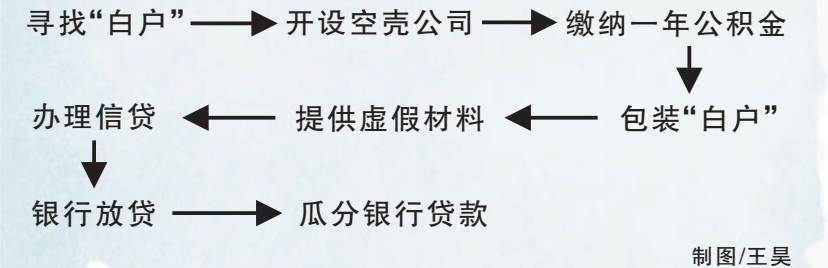 寻找“白户” 开设空壳公司 缴纳一年公积金
办理信贷 提供虚假材料 包装“白户”
银行放贷 瓜分银行贷款
制图/王昊